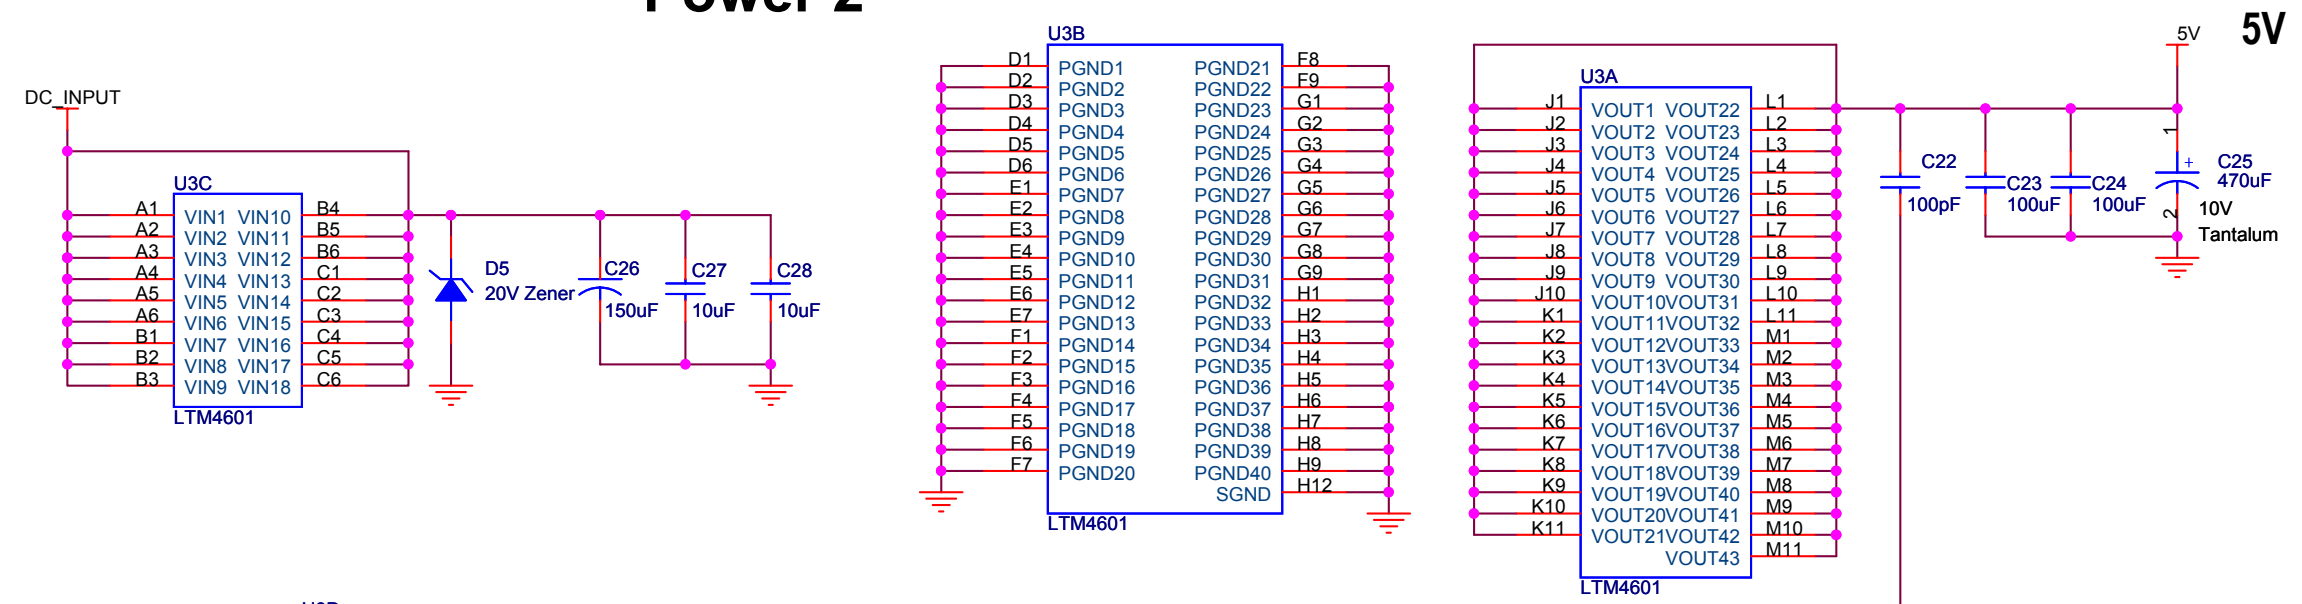 Power 2
5V
5V
DC_INPUT
U3C
A1 VIN1 VIN10 B4
A2 VIN2 VIN11 B5
A3 VIN3 VIN12 B6
A4 VIN4 VIN13 C1
A5 VIN5 VIN14 C2
A6 VIN6 VIN15 C3
B1 VIN7 VIN16 C4
B2 VIN8 VIN17 C5
B3 VIN9 VIN18 C6
LTM4601
D5
20V Zener
C26
150uF
C27
10uF
C28
10uF
U3B
D1 PGND1 PGND21 F8
D2 PGND2 PGND22 F9
D3 PGND3 PGND23 G1
D4 PGND4 PGND24 G2
D5 PGND5 PGND25 G3
D6 PGND6 PGND26 G4
E1 PGND7 PGND27 G5
E2 PGND8 PGND28 G6
E3 PGND9 PGND29 G7
E4 PGND10 PGND30 G8
E5 PGND11 PGND31 G9
E6 PGND12 PGND32 H1
E7 PGND13 PGND33 H2
F1 PGND14 PGND34 H3
F2 PGND15 PGND35 H4
F3 PGND16 PGND36 H5
F4 PGND17 PGND37 H6
F5 PGND18 PGND38 H7
F6 PGND19 PGND39 H8
F7 PGND20 PGND40 H9
SGND H12
LTM4601
U3A
J1 VOUT1 VOUT22 L1
J2 VOUT2 VOUT23 L2
J3 VOUT3 VOUT24 L3
J4 VOUT4 VOUT25 L4
J5 VOUT5 VOUT26 L5
J6 VOUT6 VOUT27 L6
J7 VOUT7 VOUT28 L7
J8 VOUT8 VOUT29 L8
J9 VOUT9 VOUT30 L9
J10 VOUT10VOUT31 L10
K1 VOUT11VOUT32 L11
K2 VOUT12VOUT33 M1
K3 VOUT13VOUT34 M2
K4 VOUT14VOUT35 M3
K5 VOUT15VOUT36 M4
K6 VOUT16VOUT37 M5
K7 VOUT17VOUT38 M6
K8 VOUT18VOUT39 M7
K9 VOUT19VOUT40 M8
K10 VOUT20VOUT41 M9
K11 VOUT21VOUT42 M10
VOUT43 M11
LTM4601
C22
100pF
C23
100uF
C24
100uF
1
+
2
C25
470uF
10V
Tantalum